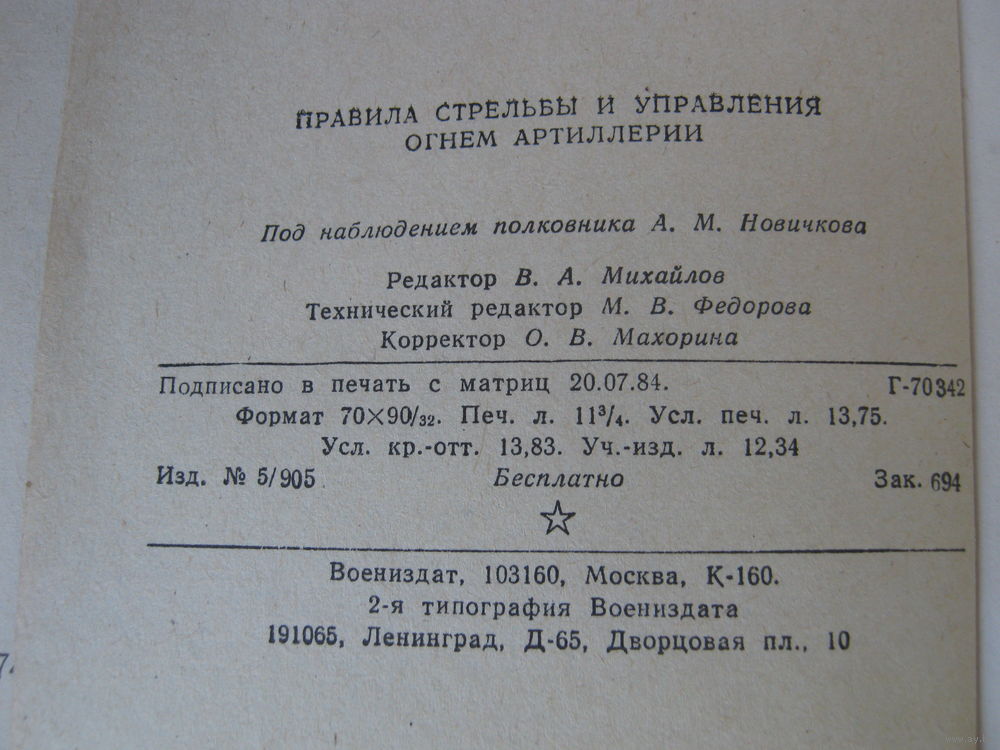 ПРАВИЛА СТРЕЛЬБЫ И УПРАВЛЕНИЯ
ОГНЕМ АРТИЛЛЕРИИ
Под наблюдением полковника А. М. Новичкова
Редактор В. А. Михайлов
Технический редактор М. В. Федорова
Корректор О. В. Махорина
Подписано в печать с матриц 20.07.84. Г-70342
Формат 70×90/32. Печ. л. 11³/₄. Усл. печ. л. 13,75.
Усл. кр.-отт. 13,83. Уч.-изд. л. 12,34
Изд. № 5/905 Бесплатно Зак. 694
Воениздат, 103160, Москва, К-160.
2-я типография Воениздата
191065, Ленинград, Д-65, Дворцовая пл., 10
7.